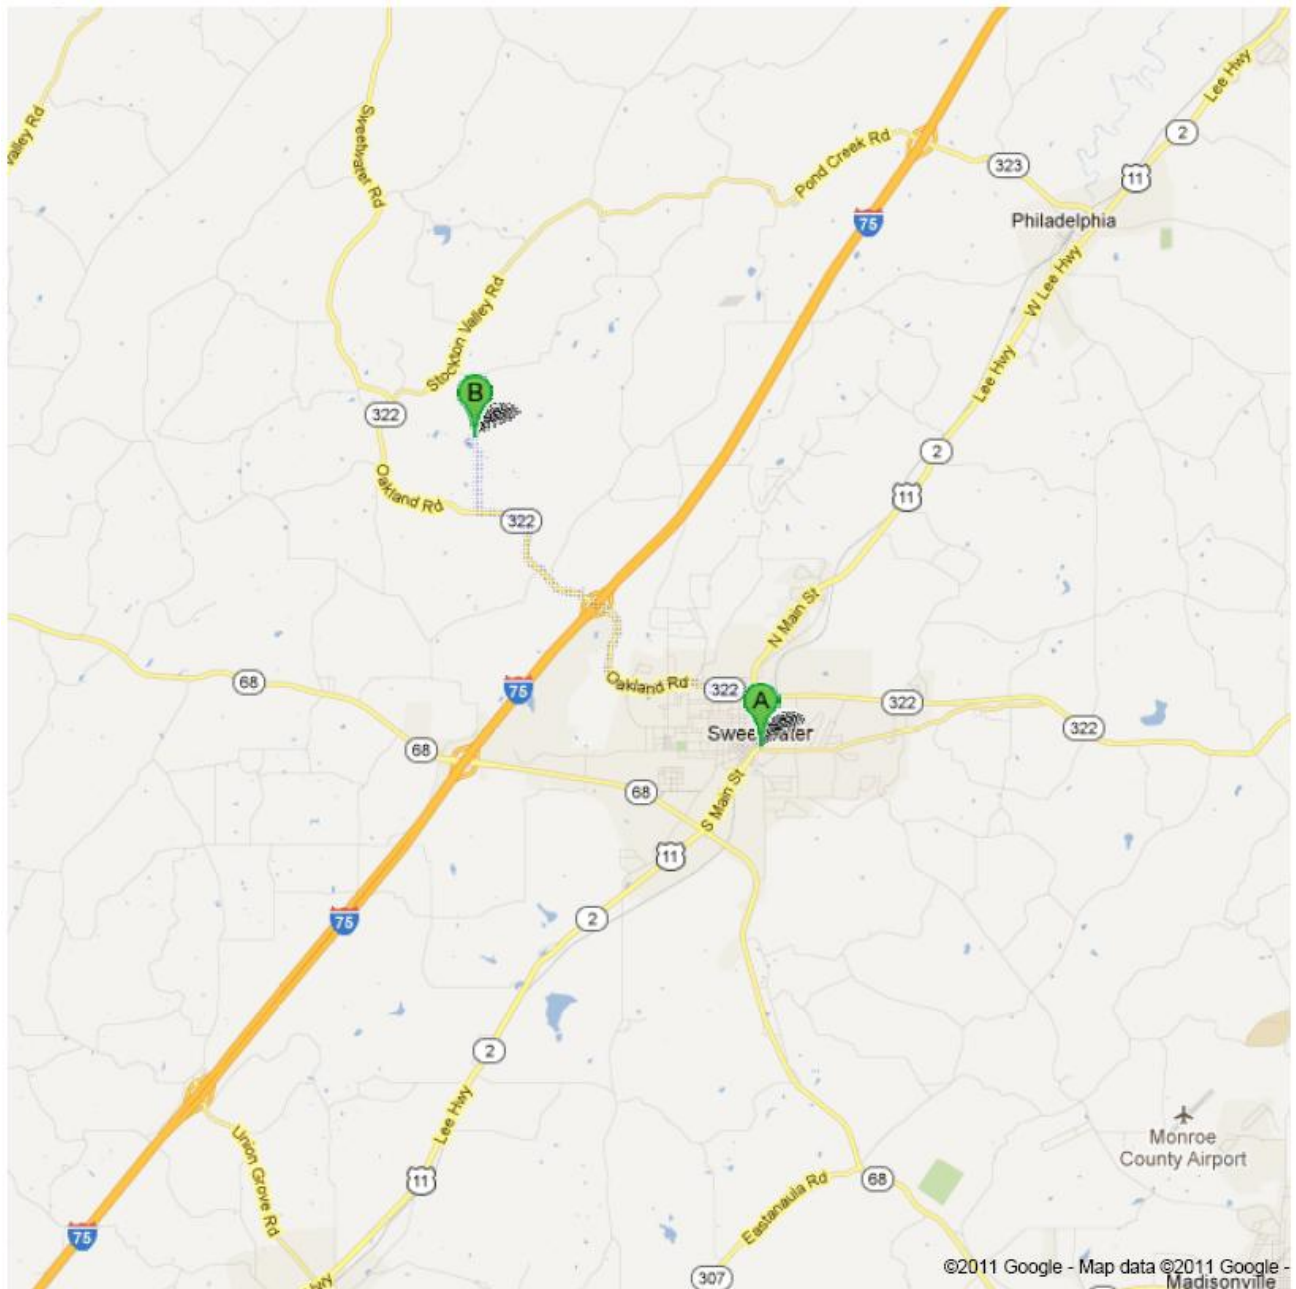 Valley Rd
Sweetwater Rd
Lee Hwy
2
Pond Creek Rd
323
11
75
Philadelphia
W Lee Hwy
Stockton Valley Rd
Lee Hwy
B
322
2
Oakland Rd
11
322
N Main St
68
75
Oakland Rd
322
A
322
322
68
68
S Main St
11
75
2
2
Lee Hwy
Monroe
County Airport
Union Grove Rd
11
68
Eastanaula Rd
75
307
Hwy
©2011 Google - Map data ©2011 Google -
Madisonville